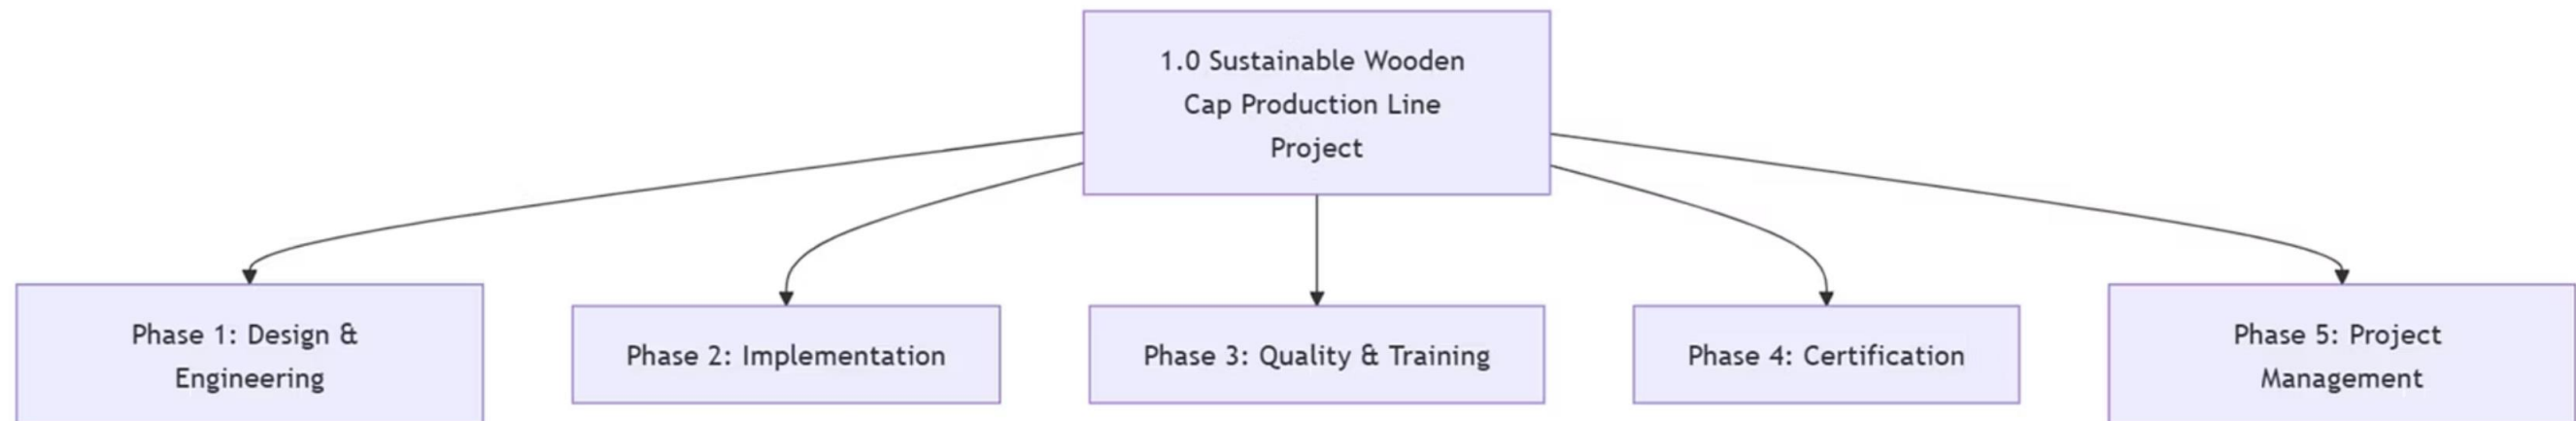 1.0 Sustainable Wooden
Cap Production Line
Project
Phase 1: Design &
Engineering
Phase 2: Implementation
Phase 3: Quality & Training
Phase 4: Certification
Phase 5: Project
Management